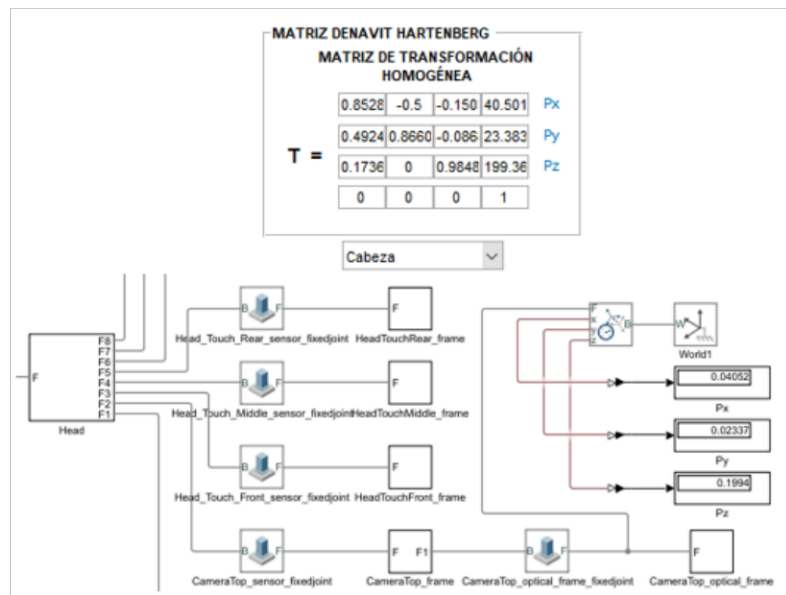 MATRIZ DENAVIT HARTENBERG
MATRIZ DE TRANSFORMACIÓN
HOMOGÉNEA
0.8528 -0.5 -0.150 40.501 Px
0.4924 0.8660 -0.086 23.383 Py
T =
0.1736 0 0.9848 199.36 Pz
0 0 0 1
Cabeza
F8
F7
F6
F5
F4
F3
F2
F1
F
Head
B F F
Head_Touch_Rear_sensor_fixedjoint HeadTouchRear_frame
B F F
Head_Touch_Middle_sensor_fixedjoint HeadTouchMiddle_frame
B F F
Head_Touch_Front_sensor_fixedjoint HeadTouchFront_frame
F
x
y
z
B W
World1
0.04052
Px
0.02337
Py
0.1994
Pz
B F F F1 B F F
CameraTop_sensor_fixedjoint CameraTop_frame CameraTop_optical_frame_fixedjoint CameraTop_optical_frame